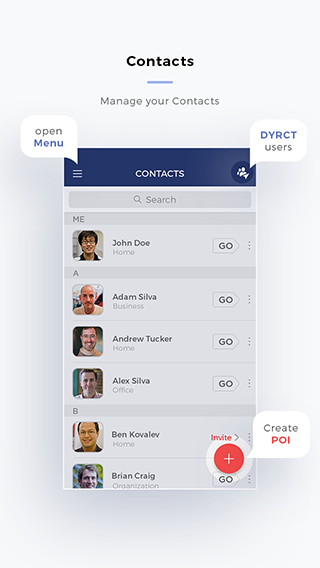 Contacts
Manage your Contacts
open
Menu
DYRCT
users
CONTACTS
Search
ME
John Doe
Home
GO
A
Adam Silva
Business
GO
Andrew Tucker
Home
GO
Alex Silva
Office
GO
B
Ben Kovalev
Home
Invite
Create
POI
Brian Craig
Organization
GO